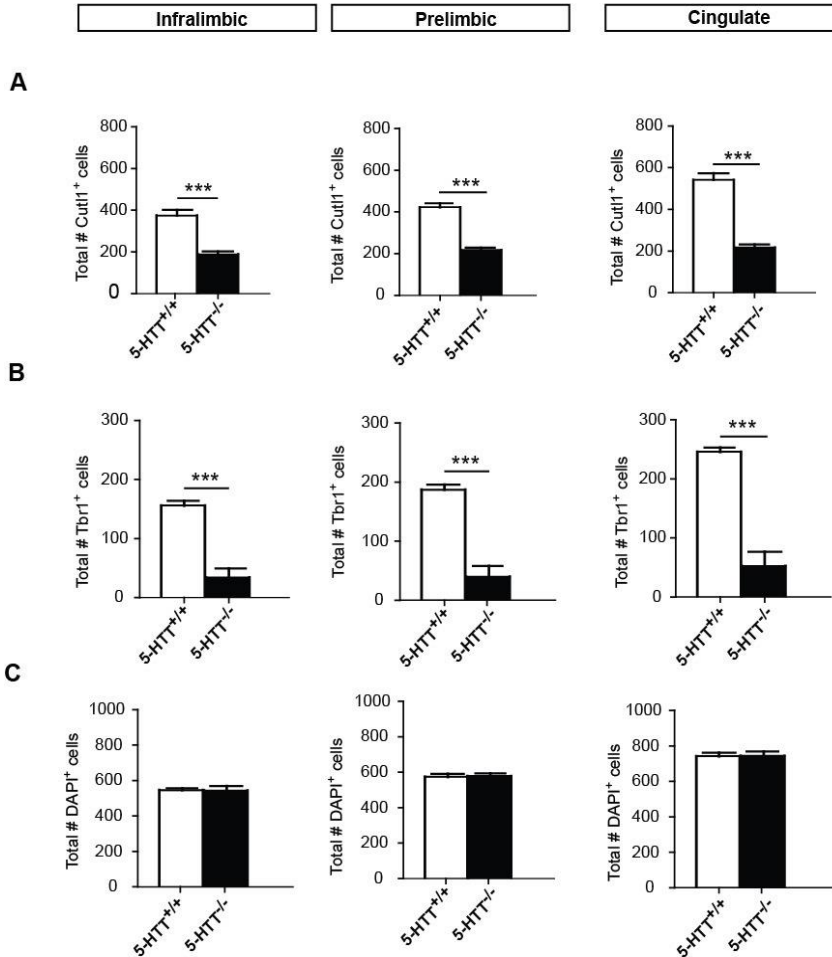 Infralimbic Prelimbic Cingulate
A
Total # Cutl1+ cells
800
600
400
200
0
***
5-HTT+/+ 5-HTT-/-
Total # Cutl1+ cells
800
600
400
200
0
***
5-HTT+/+ 5-HTT-/-
Total # Cutl1+ cells
800
600
400
200
0
***
5-HTT+/+ 5-HTT-/-
B
Total # Tbr1+ cells
300
200
100
0
***
5-HTT+/+ 5-HTT-/-
Total # Tbr1+ cells
300
200
100
0
***
5-HTT+/+ 5-HTT-/-
Total # Tbr1+ cells
300
200
100
0
***
5-HTT+/+ 5-HTT-/-
C
Total # DAPI+ cells
1000
800
600
400
200
0
5-HTT+/+ 5-HTT-/-
Total # DAPI+ cells
1000
800
600
400
200
0
5-HTT+/+ 5-HTT-/-
Total # DAPI+ cells
1000
800
600
400
200
0
5-HTT+/+ 5-HTT-/-